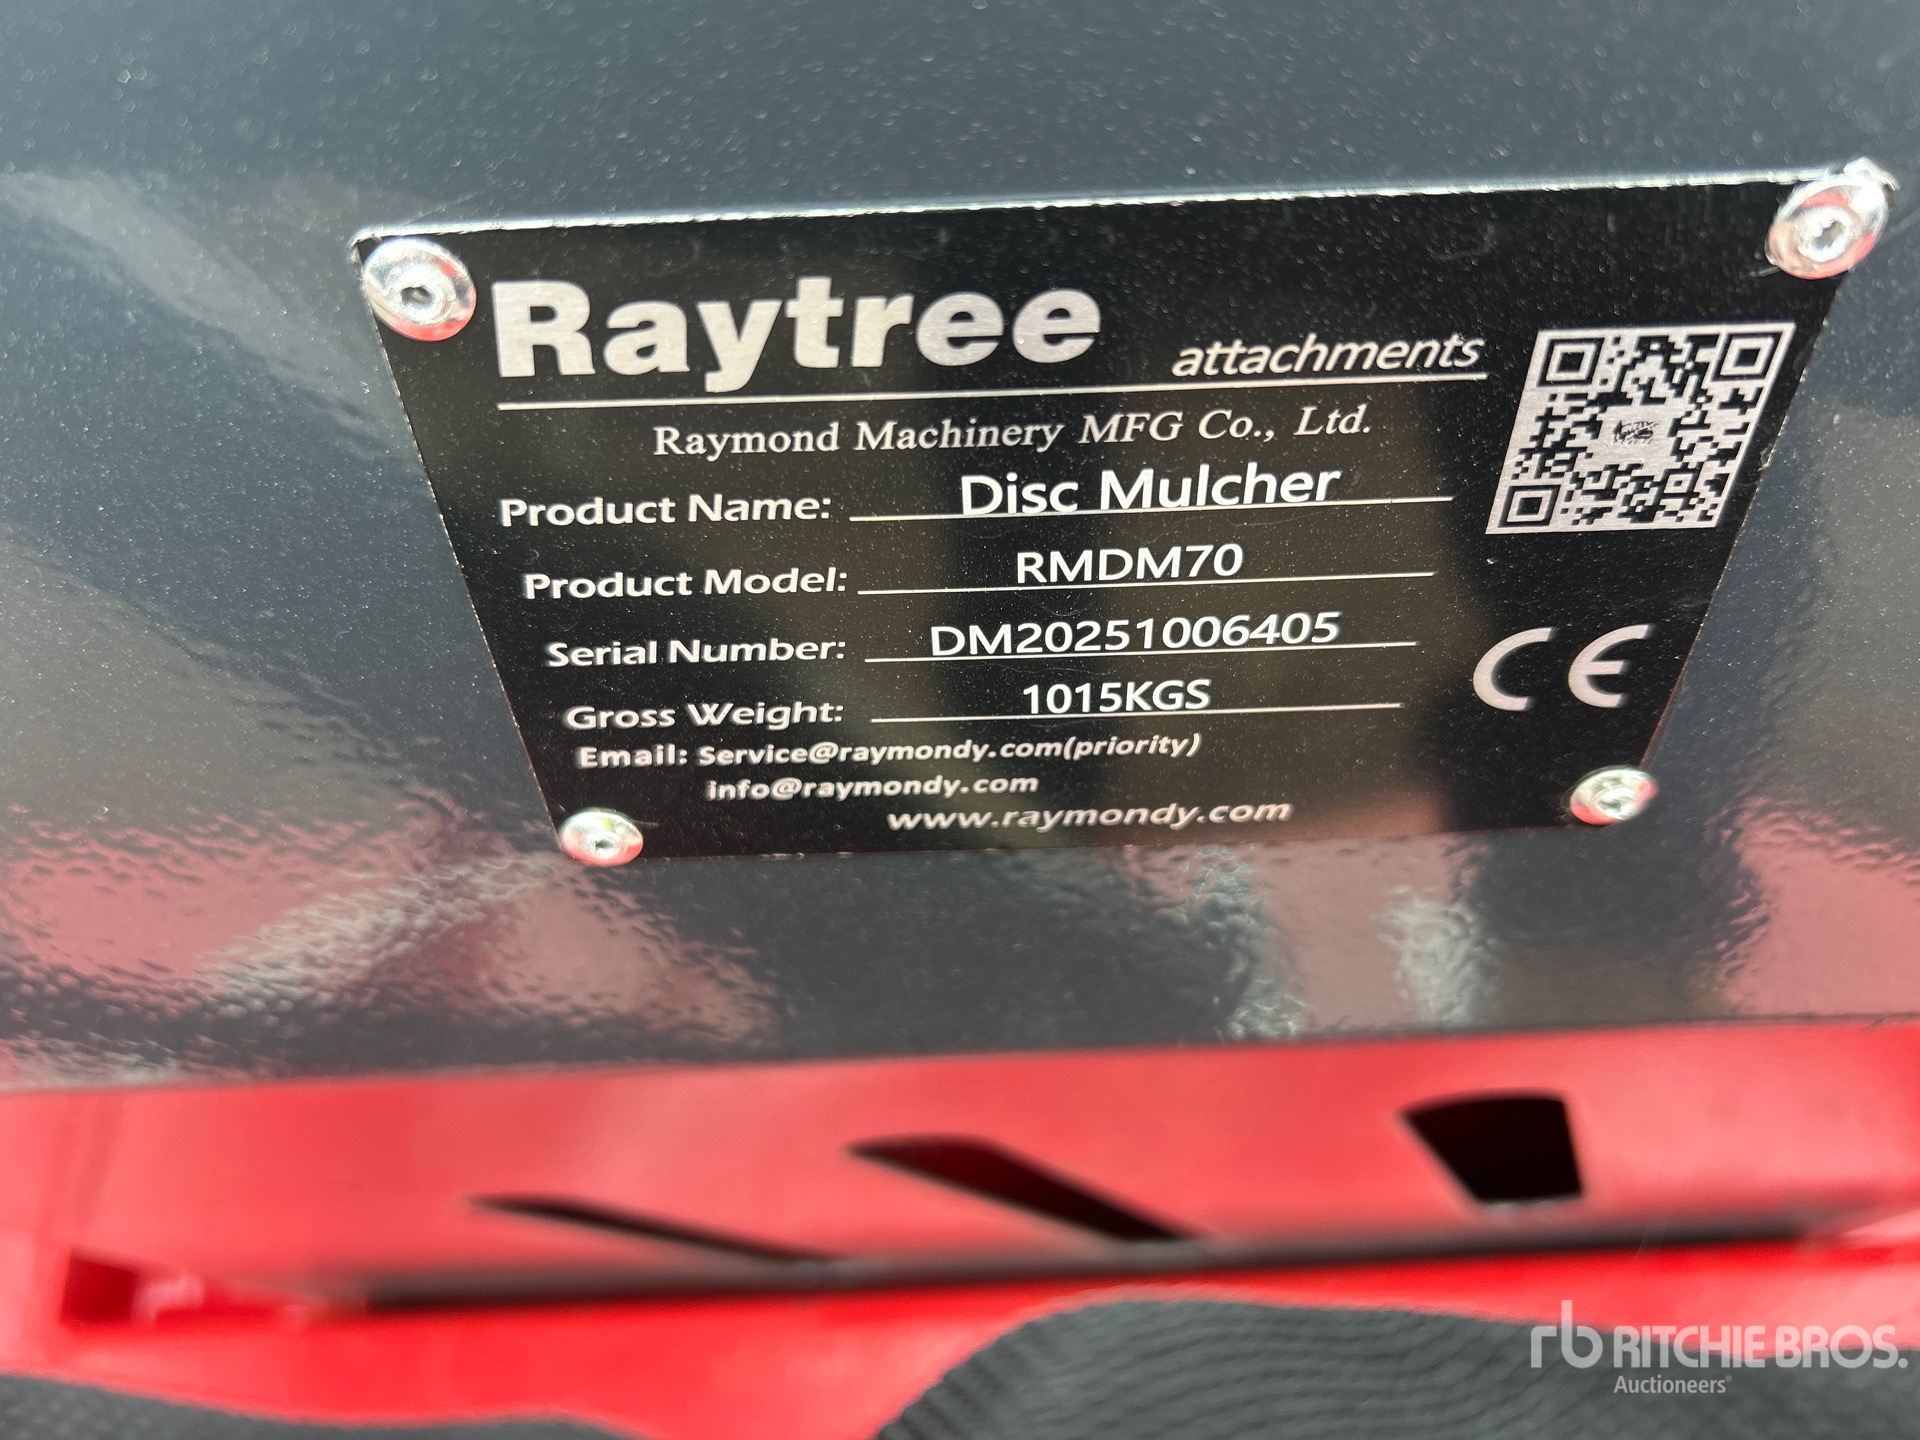 Raytree attachments
Raymond Machinery MFG Co., Ltd.
Product Name: Disc Mulcher
Product Model: RMDM70
Serial Number: DM20251006405
Gross Weight: 1015KGS
Email: Service@raymondy.com(priority)
info@raymondy.com
www.raymondy.com
CE
rb RITCHIE BROS.
Auctioneers